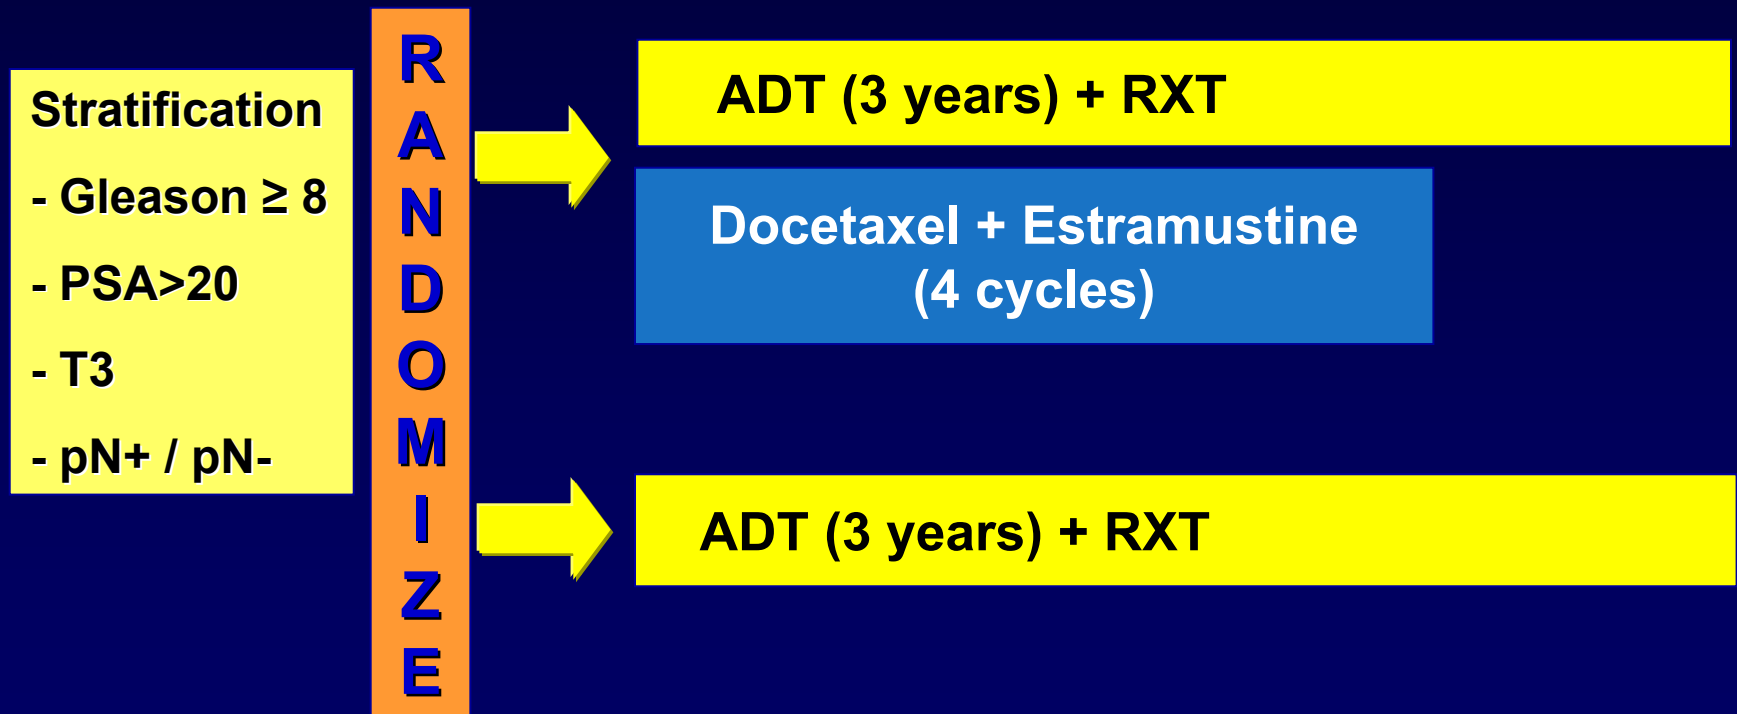 Stratification
- Gleason ≥ 8
- PSA>20
- T3
- pN+ / pN-
R
A
N
D
O
M
I
Z
E
ADT (3 years) + RXT
Docetaxel + Estramustine
(4 cycles)
ADT (3 years) + RXT